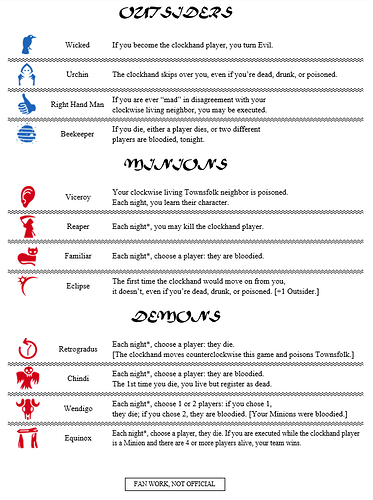 OUTSIDERS
Wicked If you become the clockhand player, you turn Evil.
Urchin The clockhand skips over you, even if you're dead, drunk, or poisoned.
Right Hand Man If you are ever "mad" in disagreement with your
clockwise living neighbor, you may be executed.
Beekeeper If you die, either a player dies, or two different
players are bloodied, tonight.
MINIONS
Viceroy Your clockwise living Townsfolk neighbor is poisoned.
Each night, you learn their character.
Reaper Each night*, you may kill the clockhand player.
Familiar Each night*, choose a player: they are bloodied.
Eclipse The first time the clockhand would move on from you,
it doesn't, even if you're dead, drunk, or poisoned. [+1 Outsider.]
DEMONS
Retrogradus Each night*, choose a player: they die.
[The clockhand moves counterclockwise this game and poisons Townsfolk.]
Chindi Each night*, choose a player: they are bloodied.
The 1st time you die, you live but register as dead.
Wendigo Each night*, choose 1 or 2 players: if you chose 1,
they die; if you chose 2, they are bloodied. [Your Minions were bloodied.]
Equinox Each night*, choose a player, they die. If you are executed while the clockhand player
is a Minion and there are 4 or more players alive, your team wins.
FAN WORK, NOT OFFICIAL